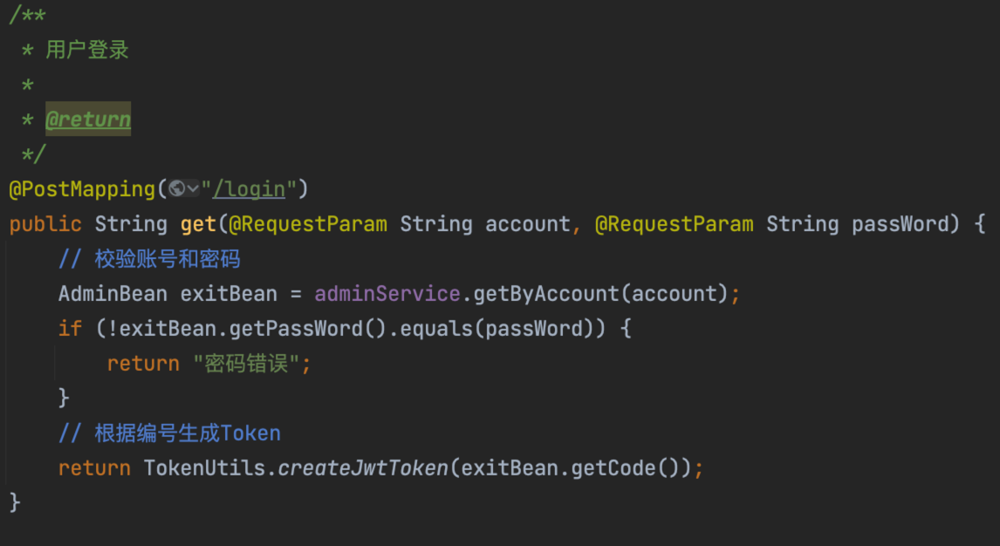 /**
 * 用户登录
 *
 * @return
 */
@PostMapping("/login")
public String get(@RequestParam String account, @RequestParam String passWord) {
    // 校验账号和密码
    AdminBean exitBean = adminService.getByAccount(account);
    if (!exitBean.getPassWord().equals(passWord)) {
        return "密码错误";
    }
    // 根据编号生成Token
    return TokenUtils.createJwtToken(exitBean.getCode());
}